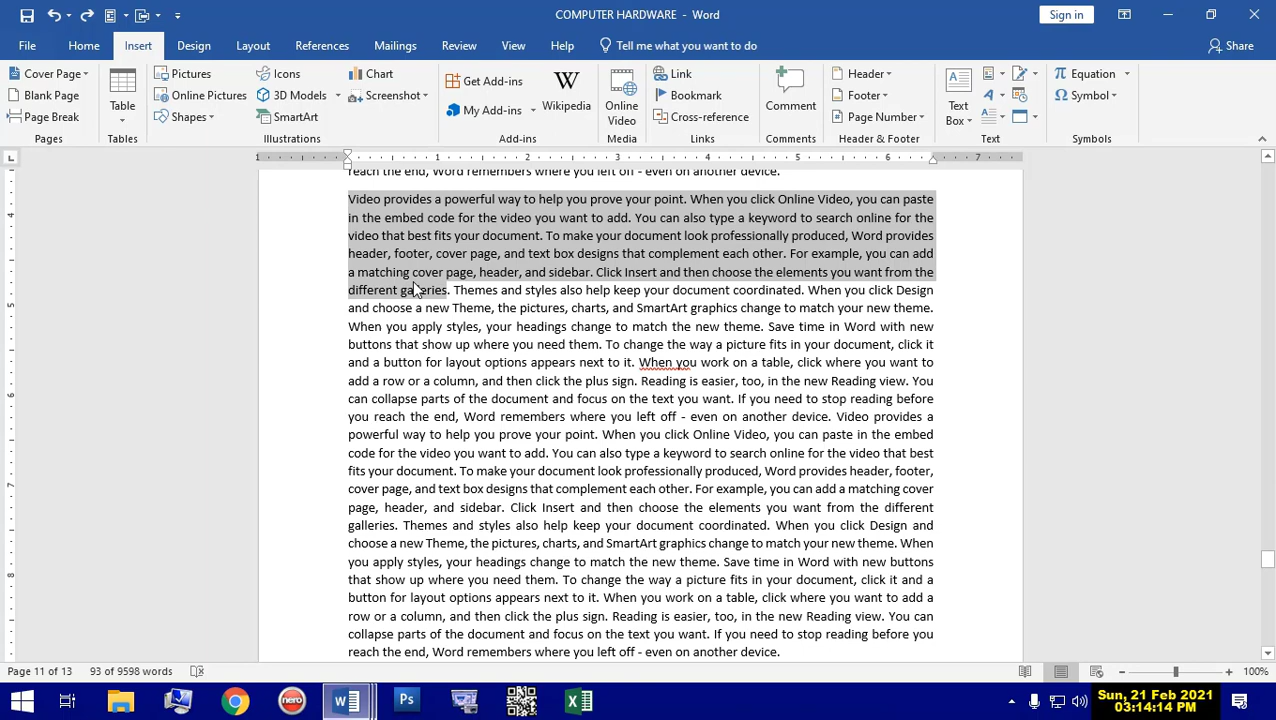 COMPUTER HARDWARE - Word
Sign in
File Home Insert Design Layout References Mailings Review View Help Tell me what you want to do Share
Cover Page
Blank Page
Page Break
Pages
Table
Tables
Pictures
Online Pictures
Shapes
Icons
3D Models
SmartArt
Chart
Screenshot
Illustrations
Get Add-ins
My Add-ins
Wikipedia
Add-ins
Online
Video
Media
Link
Bookmark
Cross-reference
Links
Comment
Comments
Header
Footer
Page Number
Header & Footer
Text
Box
Text
Equation
Symbol
Symbols
1 1 2 3 4 5 6 7
4
5
6
7
8
reach the end, Word remembers where you left off - even on another device.
Video provides a powerful way to help you prove your point. When you click Online Video, you can paste
in the embed code for the video you want to add. You can also type a keyword to search online for the
video that best fits your document. To make your document look professionally produced, Word provides
header, footer, cover page, and text box designs that complement each other. For example, you can add
a matching cover page, header, and sidebar. Click Insert and then choose the elements you want from the
different galleries. Themes and styles also help keep your document coordinated. When you click Design
and choose a new Theme, the pictures, charts, and SmartArt graphics change to match your new theme.
When you apply styles, your headings change to match the new theme. Save time in Word with new
buttons that show up where you need them. To change the way a picture fits in your document, click it
and a button for layout options appears next to it. When you work on a table, click where you want to
add a row or a column, and then click the plus sign. Reading is easier, too, in the new Reading view. You
can collapse parts of the document and focus on the text you want. If you need to stop reading before
you reach the end, Word remembers where you left off - even on another device. Video provides a
powerful way to help you prove your point. When you click Online Video, you can paste in the embed
code for the video you want to add. You can also type a keyword to search online for the video that best
fits your document. To make your document look professionally produced, Word provides header, footer,
cover page, and text box designs that complement each other. For example, you can add a matching cover
page, header, and sidebar. Click Insert and then choose the elements you want from the different
galleries. Themes and styles also help keep your document coordinated. When you click Design and
choose a new Theme, the pictures, charts, and SmartArt graphics change to match your new theme. When
you apply styles, your headings change to match the new theme. Save time in Word with new buttons
that show up where you need them. To change the way a picture fits in your document, click it and a
button for layout options appears next to it. When you work on a table, click where you want to add a
row or a column, and then click the plus sign. Reading is easier, too, in the new Reading view. You can
collapse parts of the document and focus on the text you want. If you need to stop reading before you
reach the end, Word remembers where you left off - even on another device.
Page 11 of 13 93 of 9598 words 100%
nero
Ps
Sun, 21 Feb 2021
03:14:14 PM